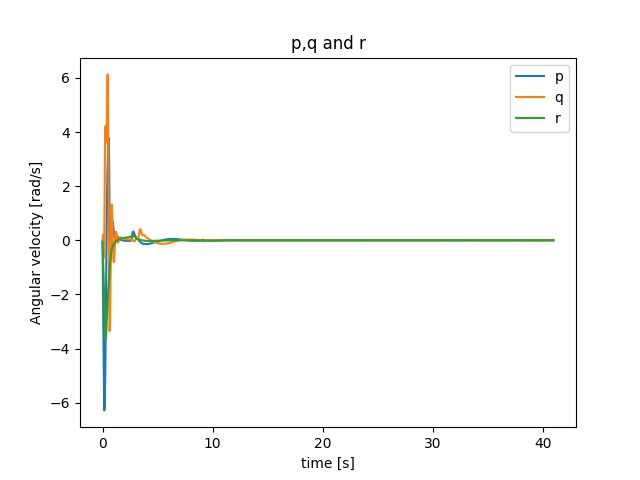 p,q and r
p
q
r
Angular velocity [rad/s]
6
4
2
0
−2
−4
−6
0 10 20 30 40
time [s]